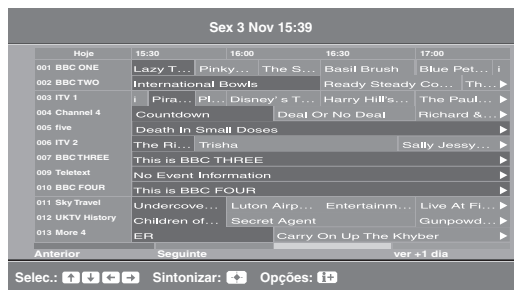 Sex 3 Nov 15:39
Hoje 15:30 16:00 16:30 17:00
001 BBC ONE Lazy T... Pinky... The S... Basil Brush Blue Pet... i
002 BBC TWO International Bowls Ready Steady Co... Th...
003 ITV 1 i Pira... Pl... Disney's T... Harry Hill's... The Paul...
004 Channel 4 Countdown Deal Or No Deal Richard &...
005 five Death In Small Doses
006 ITV 2 The Ri... Trisha Sally Jessy...
007 BBC THREE This is BBC THREE
009 Teletext No Event Information
010 BBC FOUR This is BBC FOUR
011 Sky Travel Undercove... Luton Airp... Entertainm... Live At Fi...
012 UKTV History Children of... Secret Agent Gunpowd...
013 More 4 ER Carry On Up The Khyber
Anterior Seguinte ver +1 dia
Selec.: Sintonizar: Opções: i+